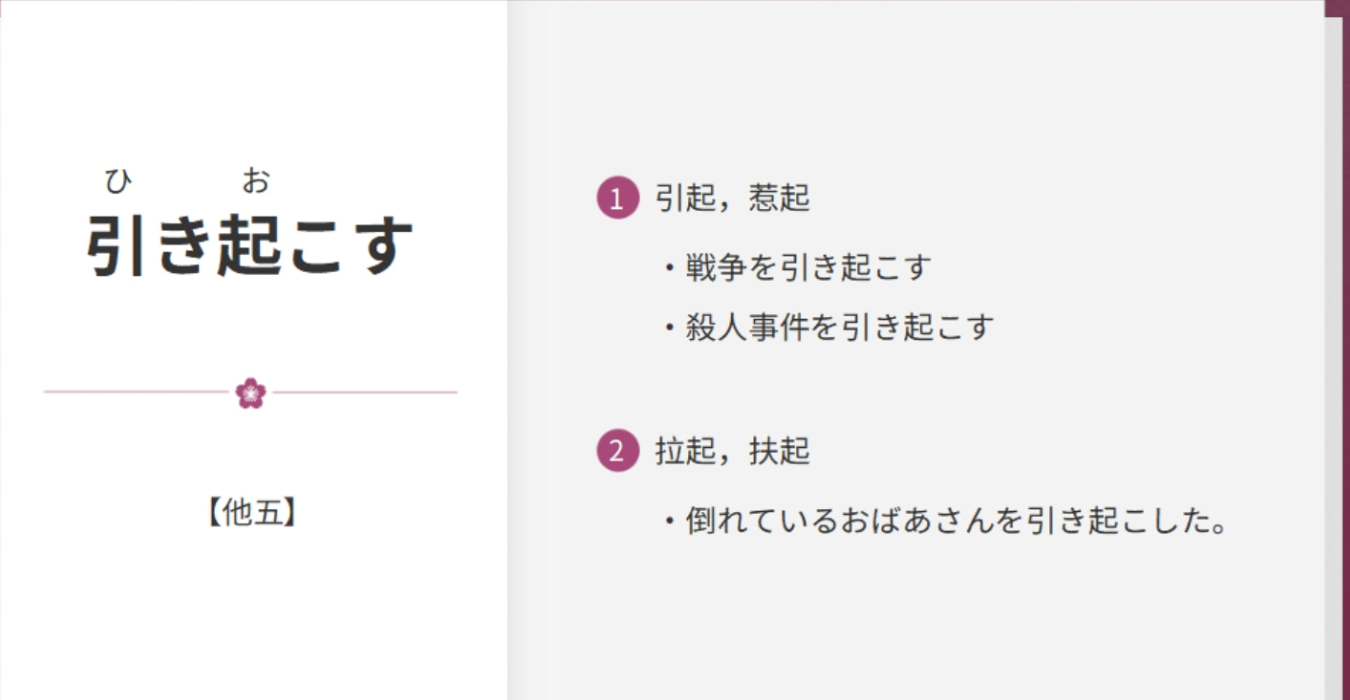 ひ お
引き起こす
【他五】
1 引起，惹起
・戦争を引き起こす
・殺人事件を引き起こす
2 拉起，扶起
・倒れているおばあさんを引き起こした。